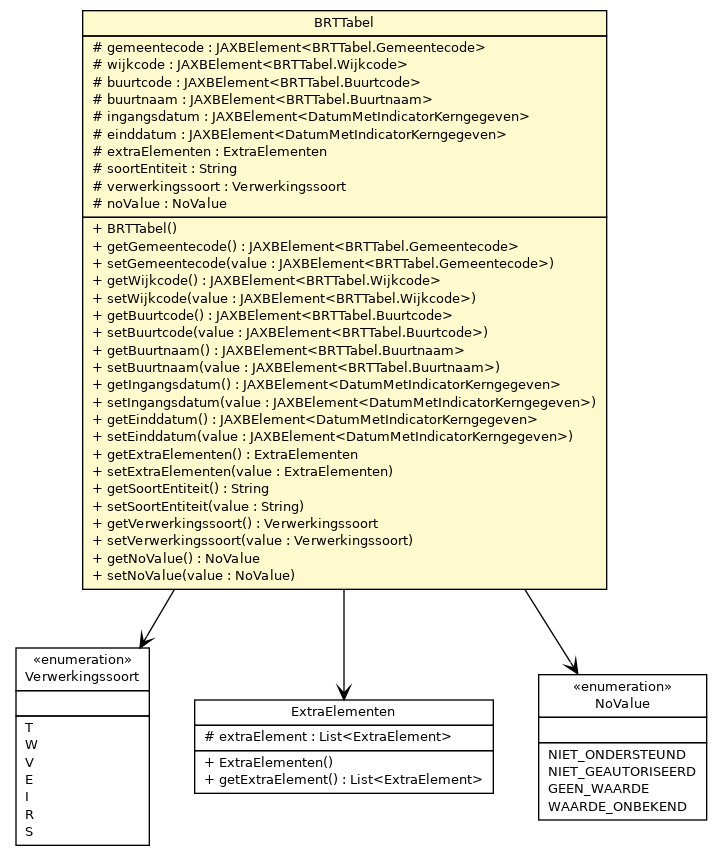 BRTTabel
# gemeentecode : JAXBElement<BRTTabel.Gemeentecode>
# wijkcode : JAXBElement<BRTTabel.Wijkcode>
# buurtcode : JAXBElement<BRTTabel.Buurtcode>
# buurtnaam : JAXBElement<BRTTabel.Buurtnaam>
# ingangsdatum : JAXBElement<DatumMetIndicatorKerngegeven>
# einddatum : JAXBElement<DatumMetIndicatorKerngegeven>
# extraElementen : ExtraElementen
# soortEntiteit : String
# verwerkingssoort : Verwerkingssoort
# noValue : NoValue
+ BRTTabel()
+ getGemeentecode() : JAXBElement<BRTTabel.Gemeentecode>
+ setGemeentecode(value : JAXBElement<BRTTabel.Gemeentecode>)
+ getWijkcode() : JAXBElement<BRTTabel.Wijkcode>
+ setWijkcode(value : JAXBElement<BRTTabel.Wijkcode>)
+ getBuurtcode() : JAXBElement<BRTTabel.Buurtcode>
+ setBuurtcode(value : JAXBElement<BRTTabel.Buurtcode>)
+ getBuurtnaam() : JAXBElement<BRTTabel.Buurtnaam>
+ setBuurtnaam(value : JAXBElement<BRTTabel.Buurtnaam>)
+ getIngangsdatum() : JAXBElement<DatumMetIndicatorKerngegeven>
+ setIngangsdatum(value : JAXBElement<DatumMetIndicatorKerngegeven>)
+ getEinddatum() : JAXBElement<DatumMetIndicatorKerngegeven>
+ setEinddatum(value : JAXBElement<DatumMetIndicatorKerngegeven>)
+ getExtraElementen() : ExtraElementen
+ setExtraElementen(value : ExtraElementen)
+ getSoortEntiteit() : String
+ setSoortEntiteit(value : String)
+ getVerwerkingssoort() : Verwerkingssoort
+ setVerwerkingssoort(value : Verwerkingssoort)
+ getNoValue() : NoValue
+ setNoValue(value : NoValue)
«enumeration»
Verwerkingssoort
T
W
V
E
I
R
S
ExtraElementen
# extraElement : List<ExtraElement>
+ ExtraElementen()
+ getExtraElement() : List<ExtraElement>
«enumeration»
NoValue
NIET_ONDERSTEUND
NIET_GEAUTORISEERD
GEEN_WAARDE
WAARDE_ONBEKEND